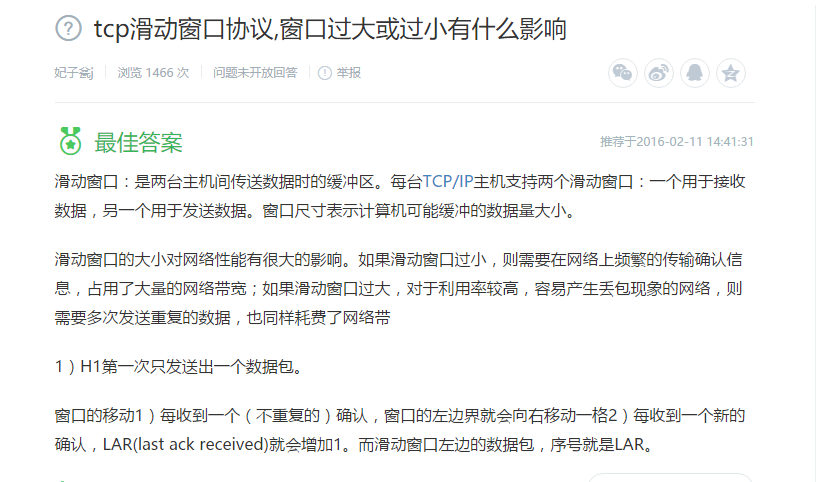 tcp滑动窗口协议,窗口过大或过小有什么影响
妃子釡j 浏览 1466 次 问题未开放回答 举报
最佳答案 推荐于2016-02-11 14:41:31
滑动窗口：是两台主机间传送数据时的缓冲区。每台TCP/IP主机支持两个滑动窗口：一个用于接收
数据，另一个用于发送数据。窗口尺寸表示计算机可能缓冲的数据量大小。
滑动窗口的大小对网络性能有很大的影响。如果滑动窗口过小，则需要在网络上频繁的传输确认信
息，占用了大量的网络带宽；如果滑动窗口过大，对于利用率较高，容易产生丢包现象的网络，则
需要多次发送重复的数据，也同样耗费了网络带
1）H1第一次只发送出一个数据包。
窗口的移动1）每收到一个（不重复的）确认，窗口的左边界就会向右移动一格2）每收到一个新的
确认，LAR(last ack received)就会增加1。而滑动窗口左边的数据包，序号就是LAR。